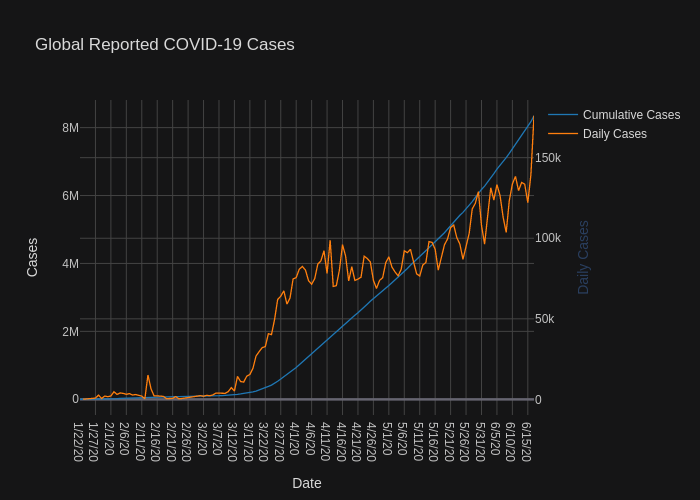 Global Reported COVID-19 Cases
Cumulative Cases
Daily Cases
8M
6M
4M
2M
0
150k
100k
50k
0
Cases
Daily Cases
1/22/20
1/27/20
2/1/20
2/6/20
2/11/20
2/16/20
2/21/20
2/26/20
3/2/20
3/7/20
3/12/20
3/17/20
3/22/20
3/27/20
4/1/20
4/6/20
4/11/20
4/16/20
4/21/20
4/26/20
5/1/20
5/6/20
5/11/20
5/16/20
5/21/20
5/26/20
5/31/20
6/5/20
6/10/20
6/15/20
Date